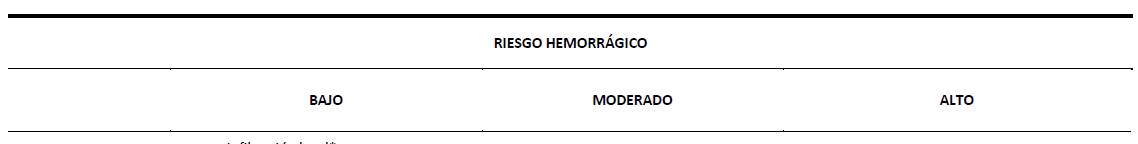 RIESGO HEMORRÁGICO
BAJO MODERADO ALTO